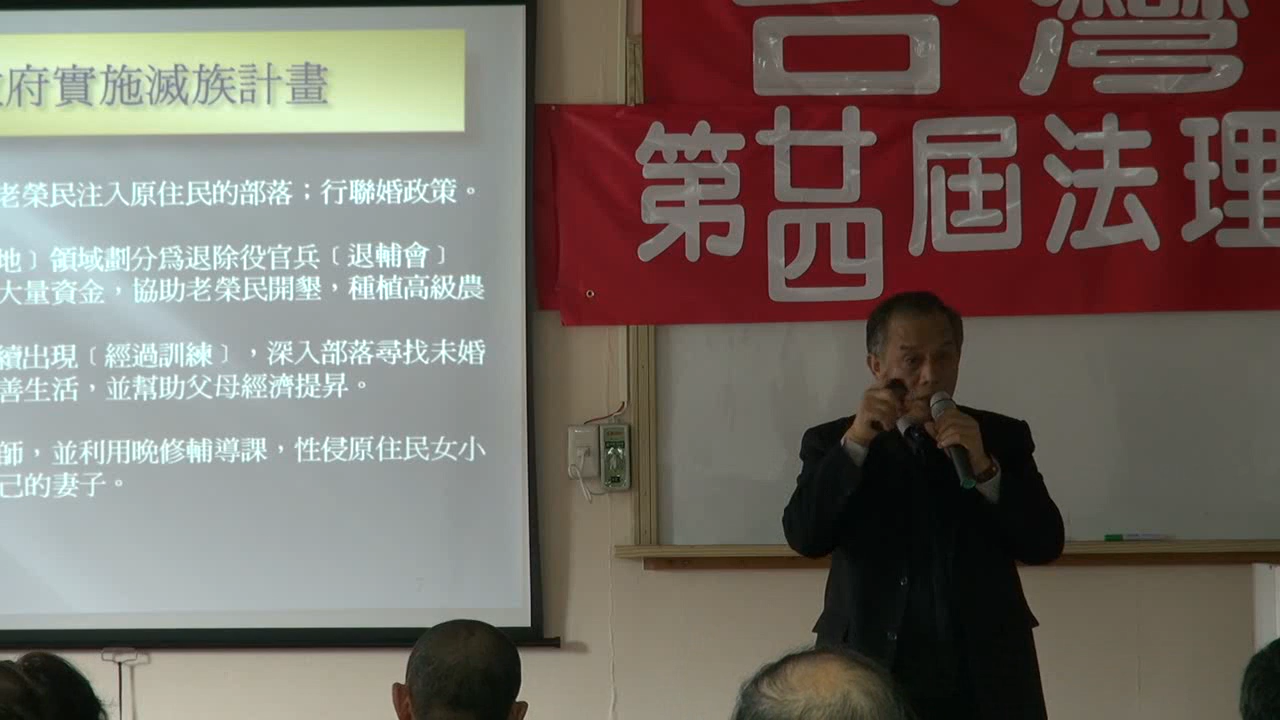 府實施滅族計畫
老榮民注入原住民的部落；行聯婚政策。
地﹞領域劃分為退除役官兵﹝退輔會﹞
大量資金，協助老榮民開墾，種植高級農
續出現﹝經過訓練﹞，深入部落尋找未婚
善生活，並幫助父母經濟提昇。
師，並利用晚修輔導課，性侵原住民女小
己的妻子。
台灣
第廿四屆法理